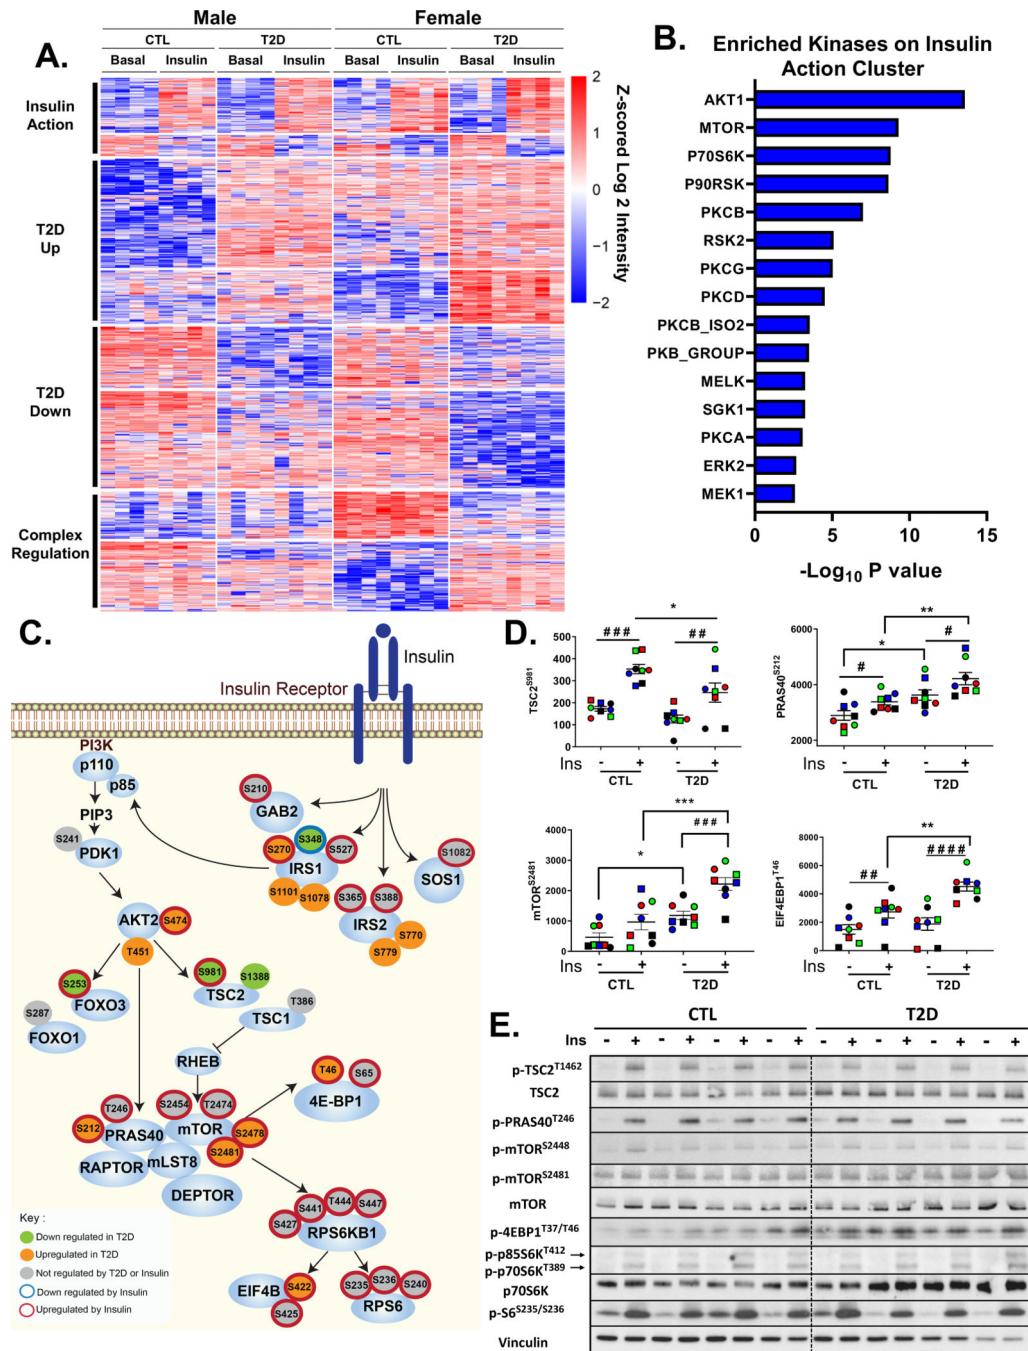 A.
Male Female
CTL T2D CTL T2D
Basal Insulin Basal Insulin Basal Insulin Basal Insulin
Insulin
Action
T2D
Up
T2D
Down
Complex
Regulation
2
1
0
−1
−2
Z-scored Log 2 Intensity
B.
Enriched Kinases on Insulin
Action Cluster
AKT1
MTOR
P70S6K
P90RSK
PKCB
RSK2
PKCG
PKCD
PKCB_ISO2
PKB_GROUP
MELK
SGK1
PKCA
ERK2
MEK1
0 5 10 15
-Log10 P value
C.
Insulin
Insulin Receptor
PI3K
p110
p85
PIP3
S241
PDK1
S210
GAB2
S270 S348 S527
IRS1
S1101 S1078
S365 S388
IRS2
S770
S779
S1082
SOS1
AKT2 S474
T451
S253
FOXO3
S287
FOXO1
S981 S1388
TSC2
T386
TSC1
RHEB
T46 S65
4E-BP1
T246 S2454 T2474
S212 PRAS40 mTOR S2478
S2481
RAPTOR mLST8
DEPTOR
S441 T444 S447
S427 RPS6KB1
EIF4B S422
S425
S235 S236 S240
RPS6
Key :
Down regulated in T2D
Upregulated in T2D
Not regulated by T2D or Insulin
Down regulated by Insulin
Upregulated by Insulin
D.
TSC2S981
500
400
300
200
100
0
### ## *
Ins - + - +
CTL T2D
PRAS40S212
6000
4000
2000
# * # **
Ins - + - +
CTL T2D
mTORS2481
4000
3000
2000
1000
0
* ### ***
Ins - + - +
CTL T2D
EIF4EBP1T46
8000
6000
4000
2000
0
## #### **
Ins - + - +
CTL T2D
E.
CTL T2D
Ins - + - + - + - + - + - + - + - +
p-TSC2T1462
TSC2
p-PRAS40T246
p-mTORS2448
p-mTORS2481
mTOR
p-4EBP1T37/T46
p-p85S6KT412
p-p70S6KT389
p70S6K
p-S6S235/S236
Vinculin